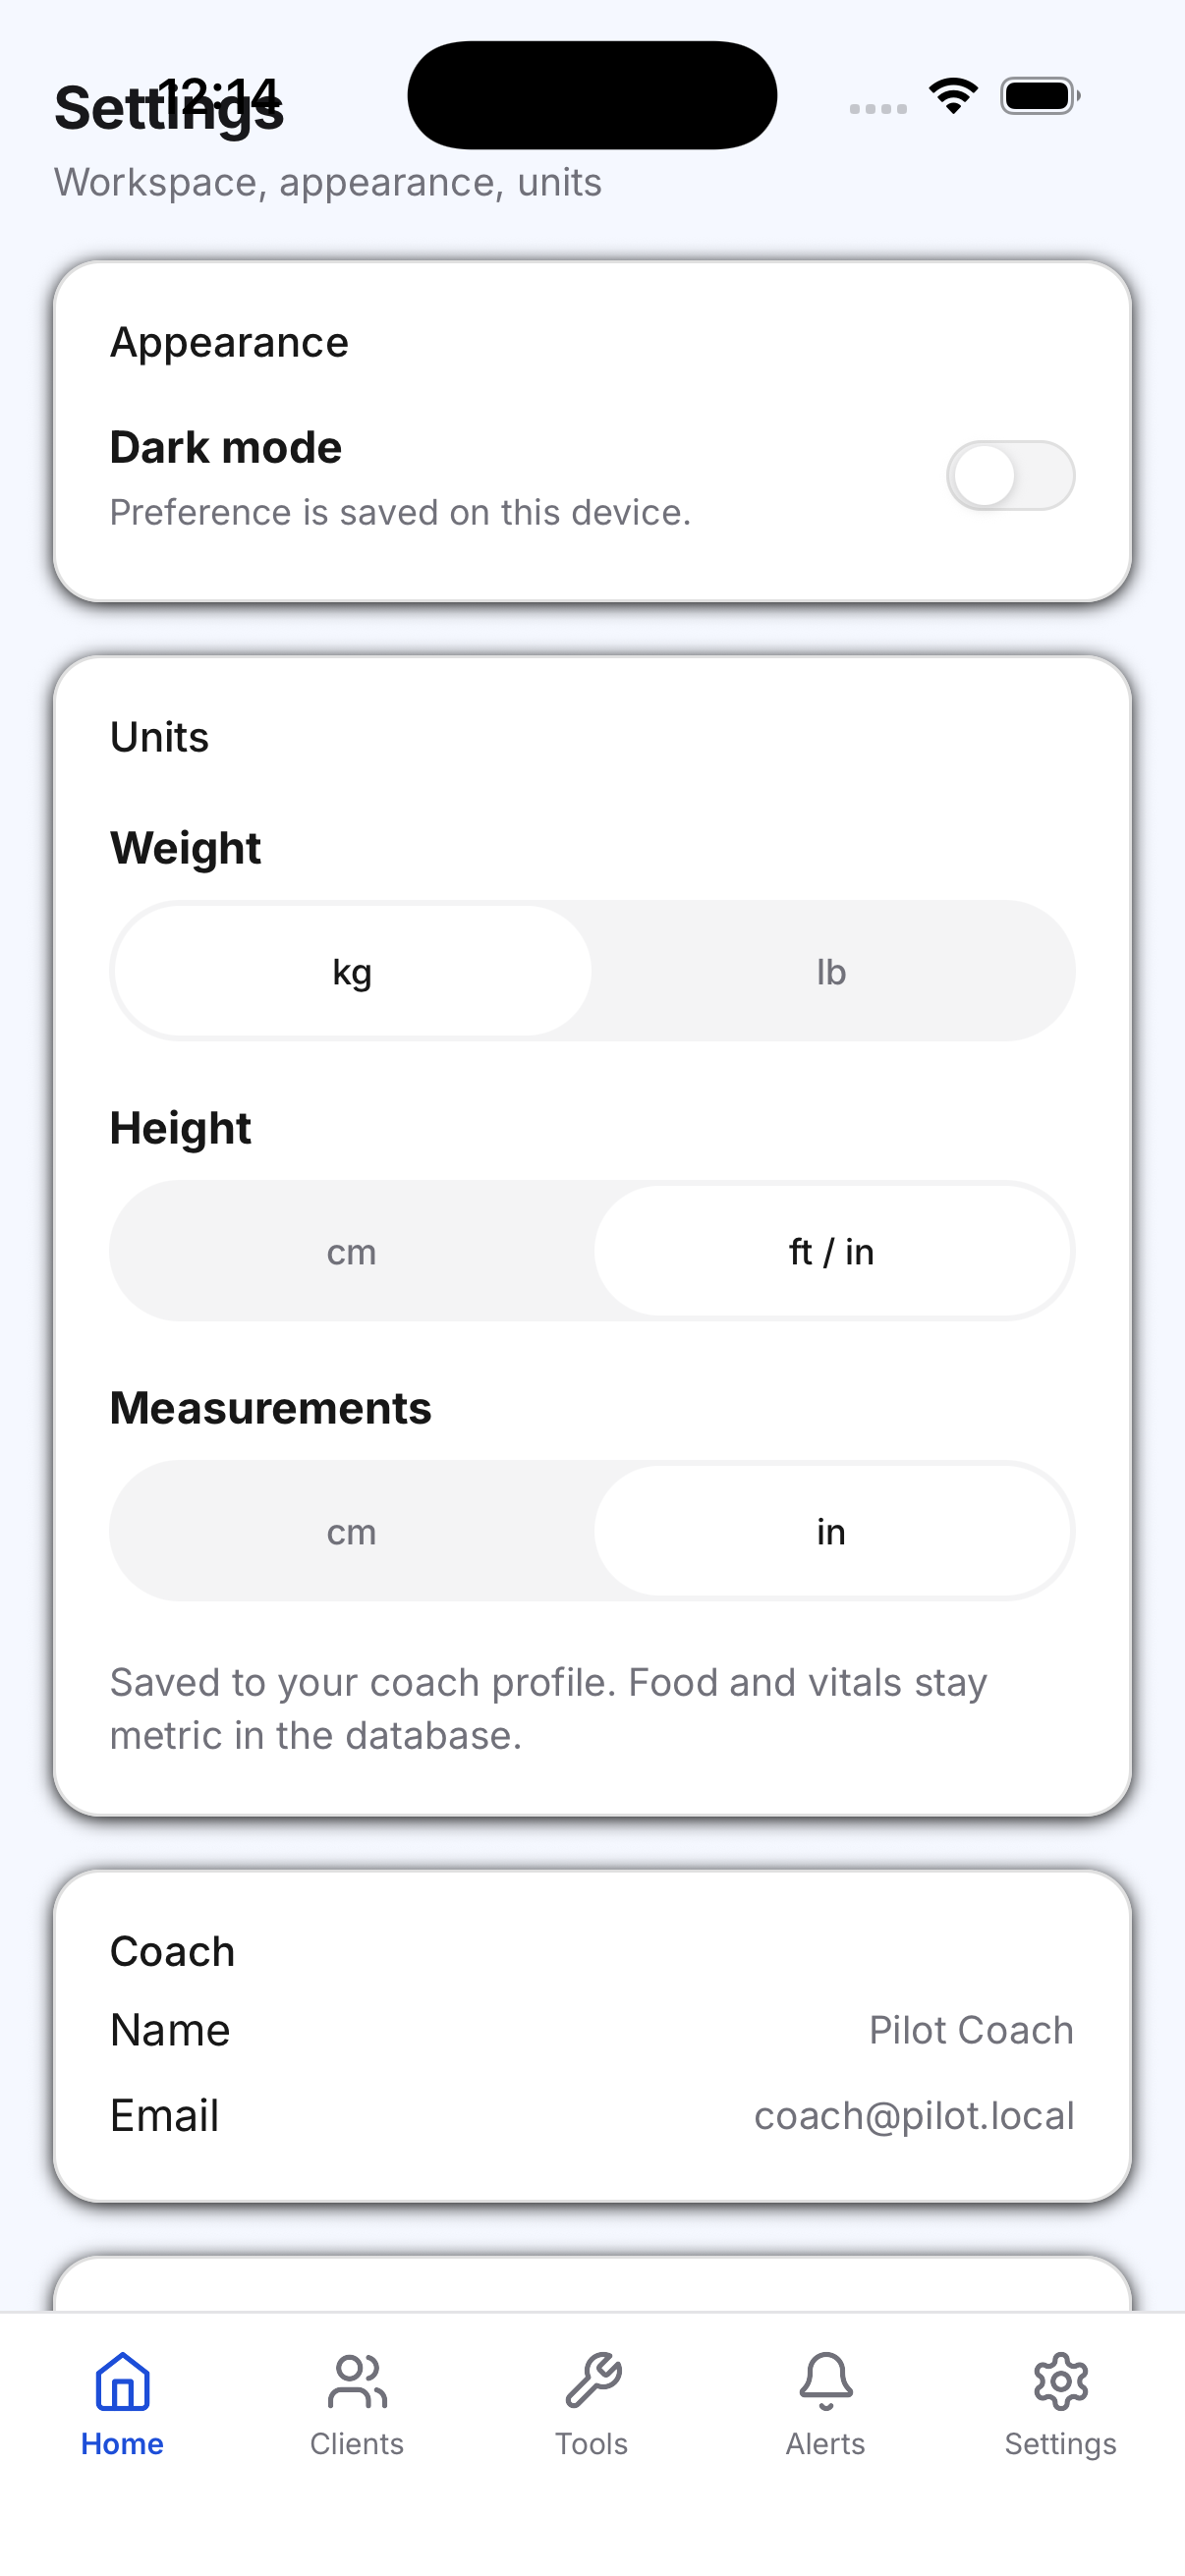 12:14
Settings
Workspace, appearance, units
Appearance
Dark mode
Preference is saved on this device.
Units
Weight
kg
lb
Height
cm
ft / in
Measurements
cm
in
Saved to your coach profile. Food and vitals stay
metric in the database.
Coach
Name
Pilot Coach
Email
coach@pilot.local
Home
Clients
Tools
Alerts
Settings